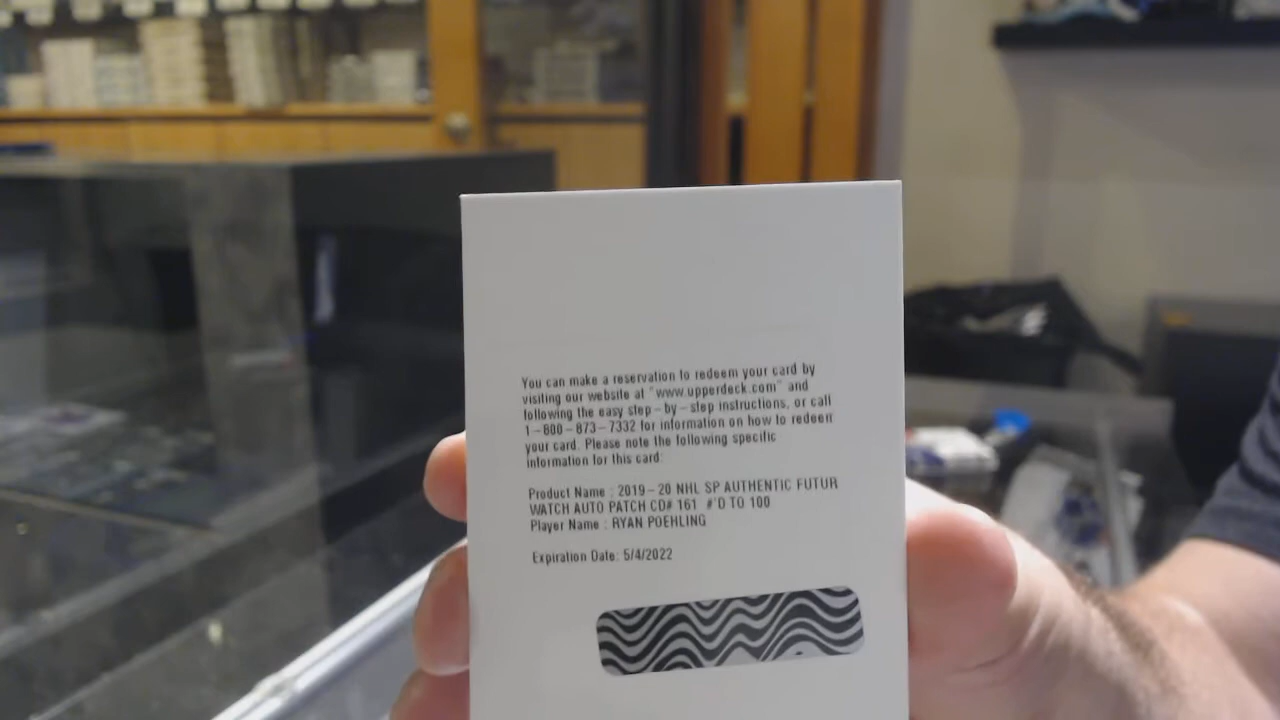 You can make a reservation to redeem your card by
visiting our website at "www.upperdeck.com" and
following the easy step-by-step instructions, or call
1-800-873-7332 for information on how to redeem
your card. Please note the following specific
information for this card:
Product Name : 2019-20 NHL SP AUTHENTIC FUTUR
WATCH AUTO PATCH CD# 161 #'D TO 100
Player Name : RYAN POEHLING
Expiration Date: 5/4/2022